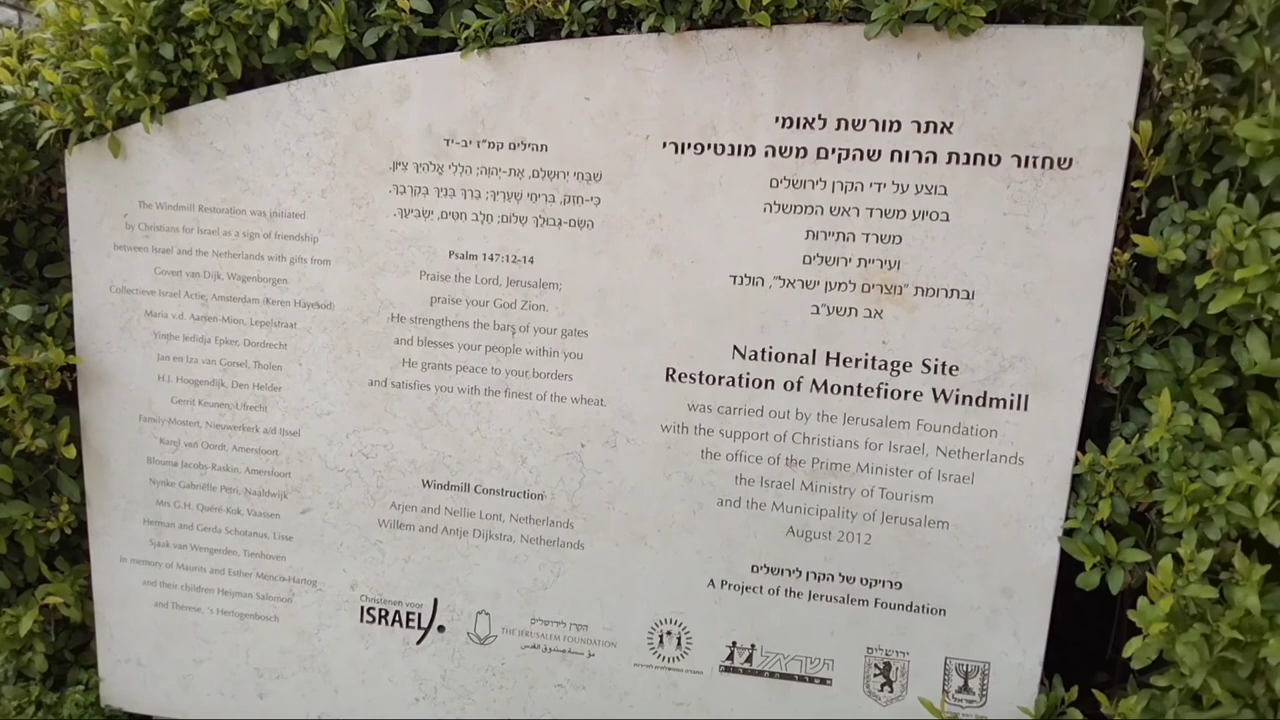 אתר מורשת לאומי
שחזור טחנת הרוח שהקים משה מונטיפיורי
בוצע על ידי הקרן לירושלים
בסיוע משרד ראש הממשלה
משרד התיירות
ועיריית ירושלים
ובתרומת "נוצרים למען ישראל", הולנד
אב תשע"ב
National Heritage Site
Restoration of Montefiore Windmill
was carried out by the Jerusalem Foundation
with the support of Christians for Israel, Netherlands
the office of the Prime Minister of Israel
the Israel Ministry of Tourism
and the Municipality of Jerusalem
August 2012
פרויקט של הקרן לירושלים
A Project of the Jerusalem Foundation
תהילים קמ"ז יב-יד
שַׁבְּחִי יְרוּשָׁלִַם, אֶת-יְהוָה; הַלְלִי אֱלֹהַיִךְ צִיּוֹן.
כִּי-חִזַּק, בְּרִיחֵי שְׁעָרָיִךְ; בֵּרַךְ בָּנַיִךְ בְּקִרְבֵּךְ.
הַשָּׂם-גְּבוּלֵךְ שָׁלוֹם; חֵלֶב חִטִּים, יַשְׂבִּיעֵךְ.
Psalm 147:12-14
Praise the Lord, Jerusalem;
praise your God Zion.
He strengthens the bars of your gates
and blesses your people within you
He grants peace to your borders
and satisfies you with the finest of the wheat.
Windmill Construction
Arjen and Nellie Lont, Netherlands
Willem and Antje Dijkstra, Netherlands
The Windmill Restoration was initiated
by Christians for Israel as a sign of friendship
between Israel and the Netherlands with gifts from
Govert van Dijk, Wagenborgen
Collectieve Israel Actie, Amsterdam (Keren Hayesod)
Maria v.d. Aarsen-Mion, Lepelstraat
Yinthe Jedidja Epker, Dordrecht
Jan en Iza van Gorsel, Tholen
H.J. Hoogendijk, Den Helder
Gerrit Keunen, Utrecht
Family Mostert, Nieuwerkerk a/d IJssel
Karel van Oordt, Amersfoort
Blouma Jacobs-Raskin, Amersfoort
Nynke Gabriëlle Petri, Naaldwijk
Mrs G.H. Quéré-Kok, Vaassen
Herman and Gerda Schotanus, Lisse
Sjaak van Wengerden, Tienhoven
In memory of Maurits and Esther Menco-Hartog
and their children Heijman Salomon
and Therese, 's Hertogenbosch
Christenen voor
ISRAEL
הקרן לירושלים
THE JERUSALEM FOUNDATION
مؤسسة صندوق القدس
ישראל
משרד התיירות
ירושלים
ישראל